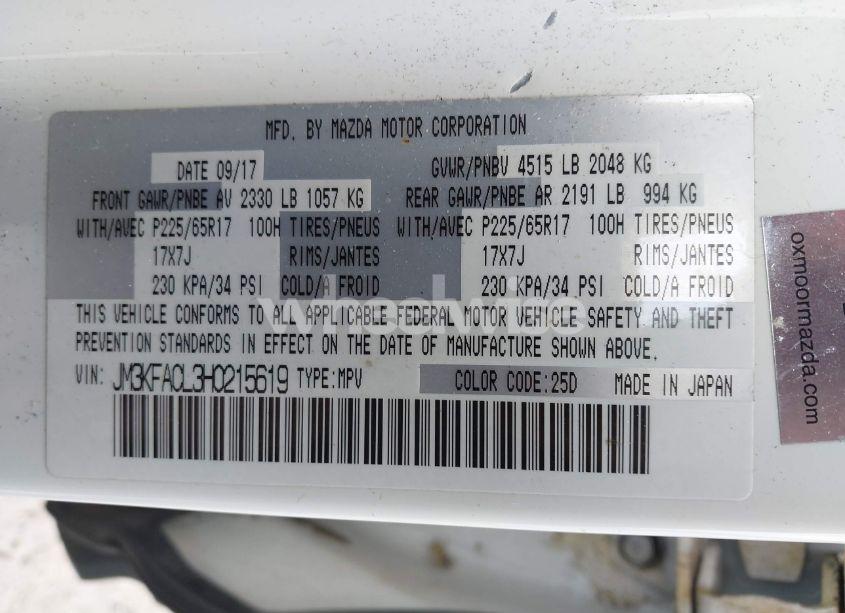 MFD. BY MAZDA MOTOR CORPORATION
DATE 09/17 GVWR/PNBV 4515 LB 2048 KG
FRONT GAWR/PNBE AV 2330 LB 1057 KG REAR GAWR/PNBE AR 2191 LB 994 KG
WITH/AVEC P225/65R17 100H TIRES/PNEUS WITH/AVEC P225/65R17 100H TIRES/PNEUS
17X7J RIMS/JANTES 17X7J RIMS/JANTES
230 KPA/34 PSI COLD/A FROID 230 KPA/34 PSI COLD/A FROID
wheelwise
THIS VEHICLE CONFORMS TO ALL APPLICABLE FEDERAL MOTOR VEHICLE SAFETY AND THEFT
PREVENTION STANDARDS IN EFFECT ON THE DATE OF MANUFACTURE SHOWN ABOVE.
VIN: JM3KFACL3H0215619 TYPE:MPV COLOR CODE:25D MADE IN JAPAN
oxmoormazda.com